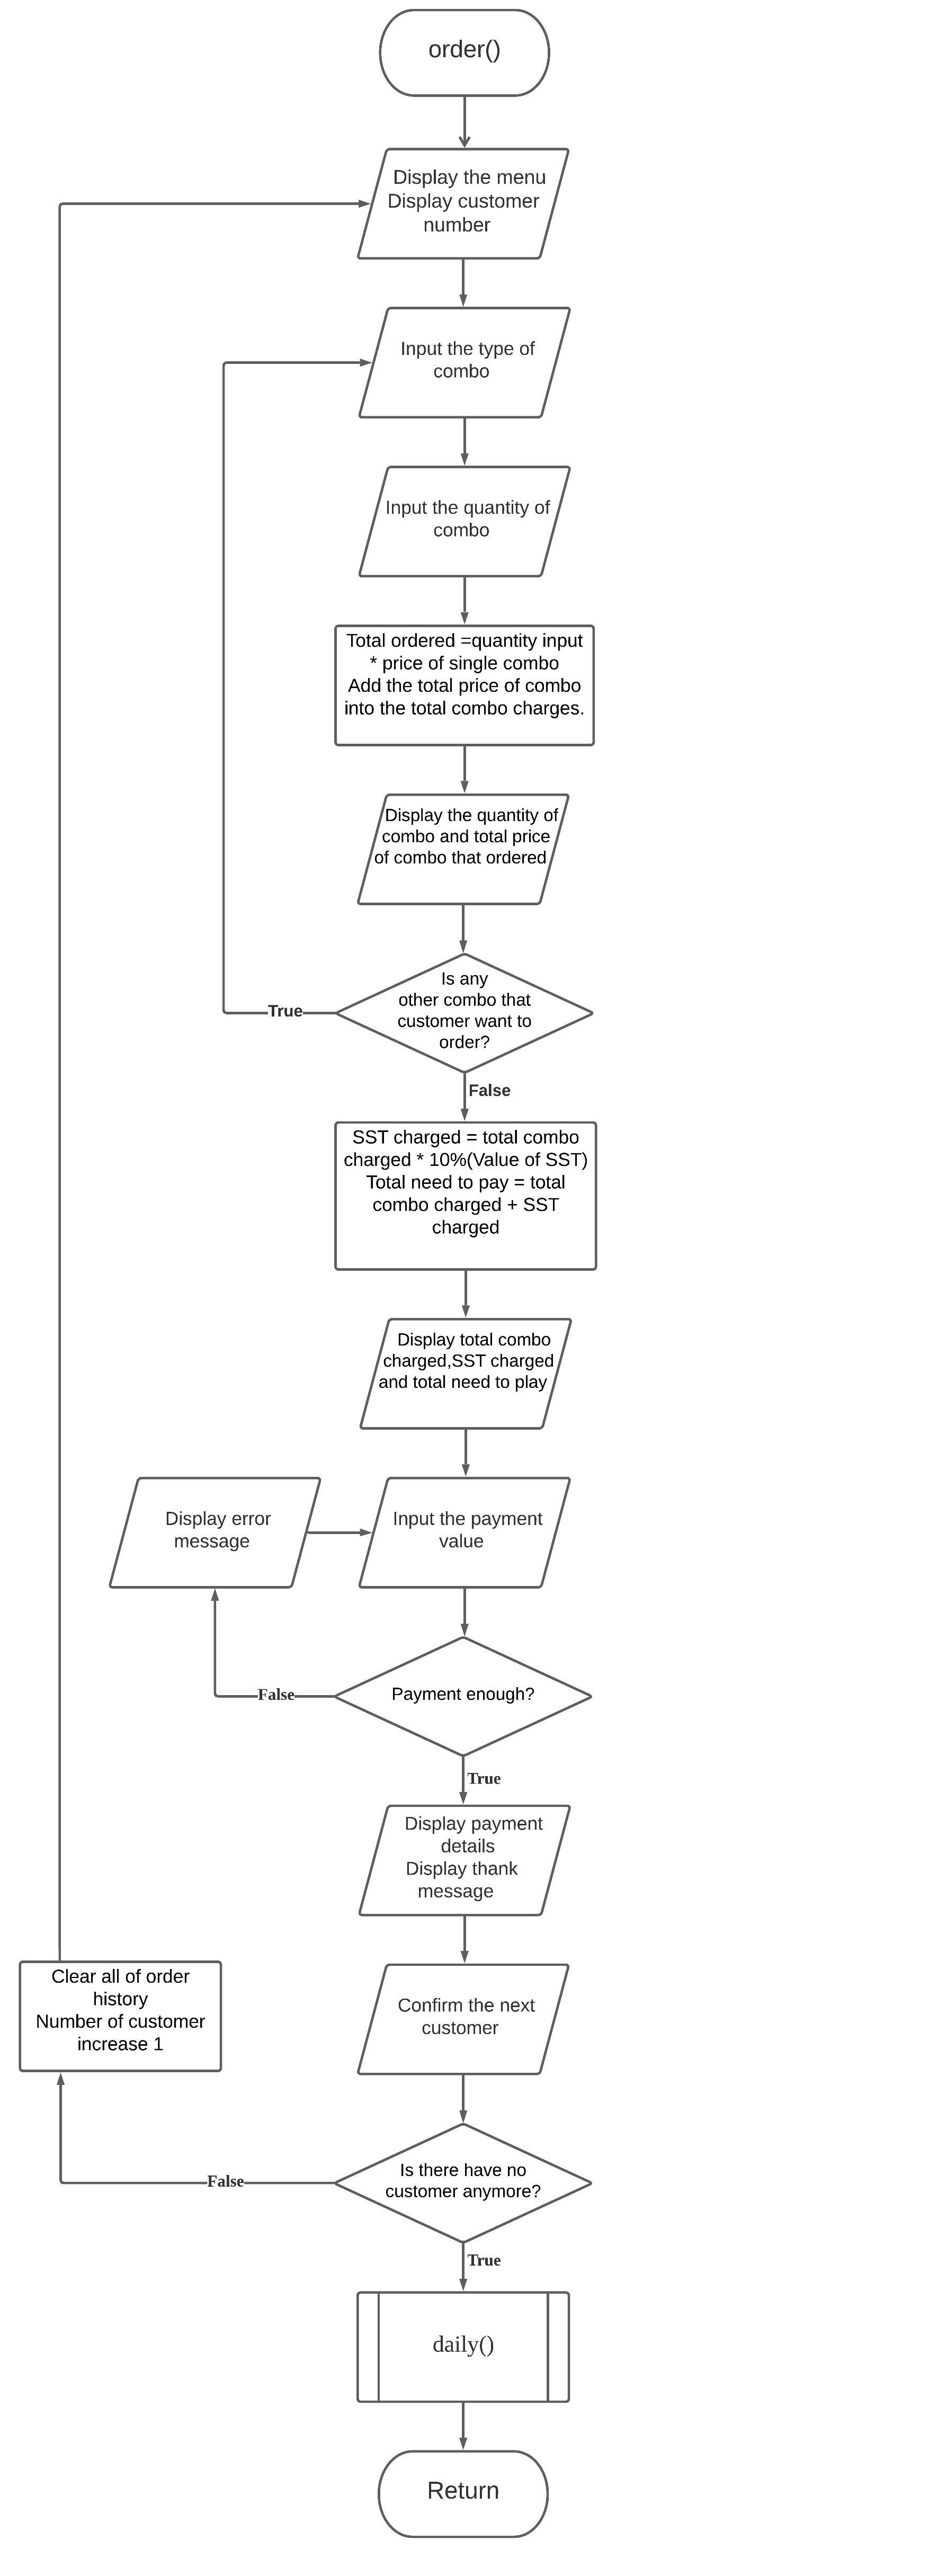 order()
Display the menu
Display customer
number
Input the type of
combo
Input the quantity of
combo
Total ordered =quantity input
* price of single combo
Add the total price of combo
into the total combo charges.
Display the quantity of
combo and total price
of combo that ordered
Is any
other combo that
customer want to
order?
True
False
SST charged = total combo
charged * 10%(Value of SST)
Total need to pay = total
combo charged + SST
charged
Display total combo
charged,SST charged
and total need to play
Display error
message
Input the payment
value
Payment enough?
False
True
Display payment
details
Display thank
message
Clear all of order
history
Number of customer
increase 1
Confirm the next
customer
Is there have no
customer anymore?
False
True
daily()
Return